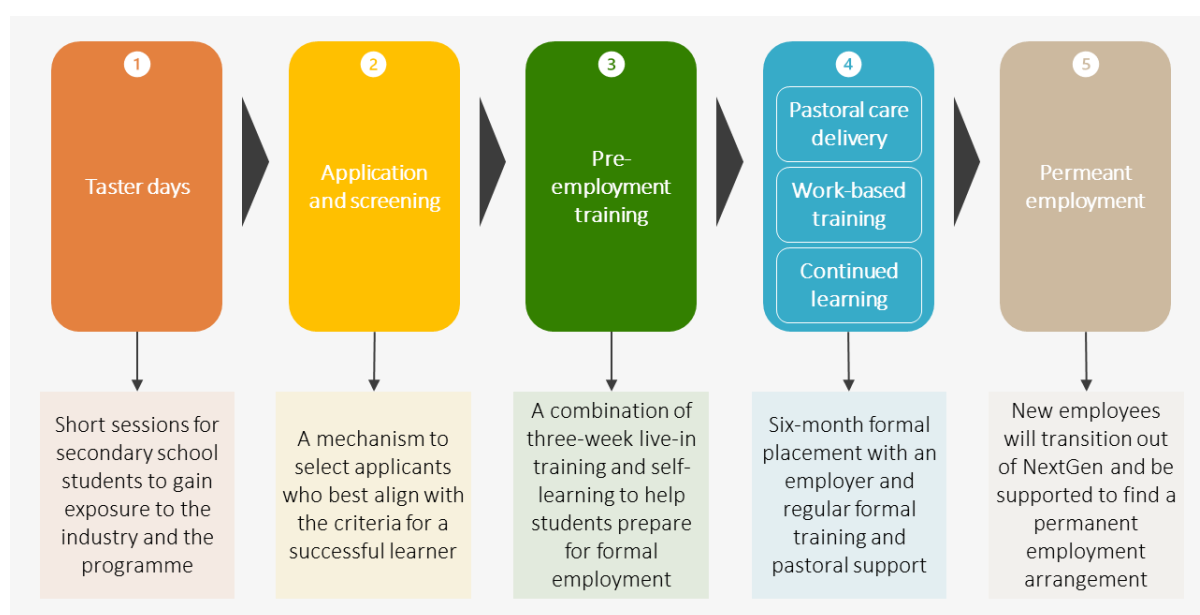 1
Taster days
Short sessions for
secondary school
students to gain
exposure to the
industry and the
programme
2
Application
and screening
A mechanism to
select applicants
who best align with
the criteria for a
successful learner
3
Pre-
employment
training
A combination of
three-week live-in
training and self-
learning to help
students prepare
for formal
employment
4
Pastoral care
delivery
Work-based
training
Continued
learning
Six-month formal
placement with an
employer and
regular formal
training and
pastoral support
5
Permeant
employment
New employees
will transition out
of NextGen and be
supported to find a
permanent
employment
arrangement